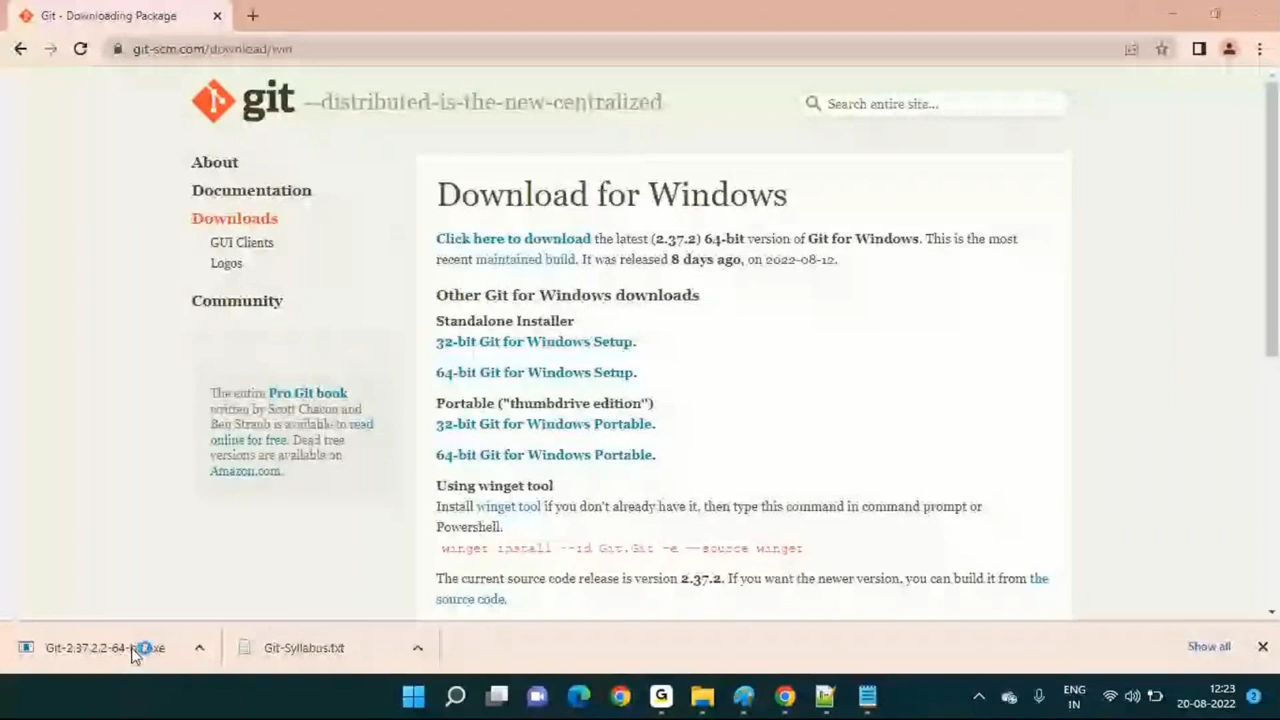 Git - Downloading Package
git-scm.com/download/win
git --distributed-is-the-new-centralized
Search entire site...
About
Documentation
Downloads
GUI Clients
Logos
Community
The entire Pro Git book
written by Scott Chacon and
Ben Straub is available to read
online for free. Dead tree
versions are available on
Amazon.com.
Download for Windows
Click here to download the latest (2.37.2) 64-bit version of Git for Windows. This is the most
recent maintained build. It was released 8 days ago, on 2022-08-12.
Other Git for Windows downloads
Standalone Installer
32-bit Git for Windows Setup.
64-bit Git for Windows Setup.
Portable ("thumbdrive edition")
32-bit Git for Windows Portable.
64-bit Git for Windows Portable.
Using winget tool
Install winget tool if you don't already have it, then type this command in command prompt or
Powershell.
winget install --id Git.Git -e --source winget
The current source code release is version 2.37.2. If you want the newer version, you can build it from the
source code.
Git-2.37.2.2-64- .exe
Git-Syllabus.txt
Show all
G
ENG
IN
12:23
20-08-2022
2